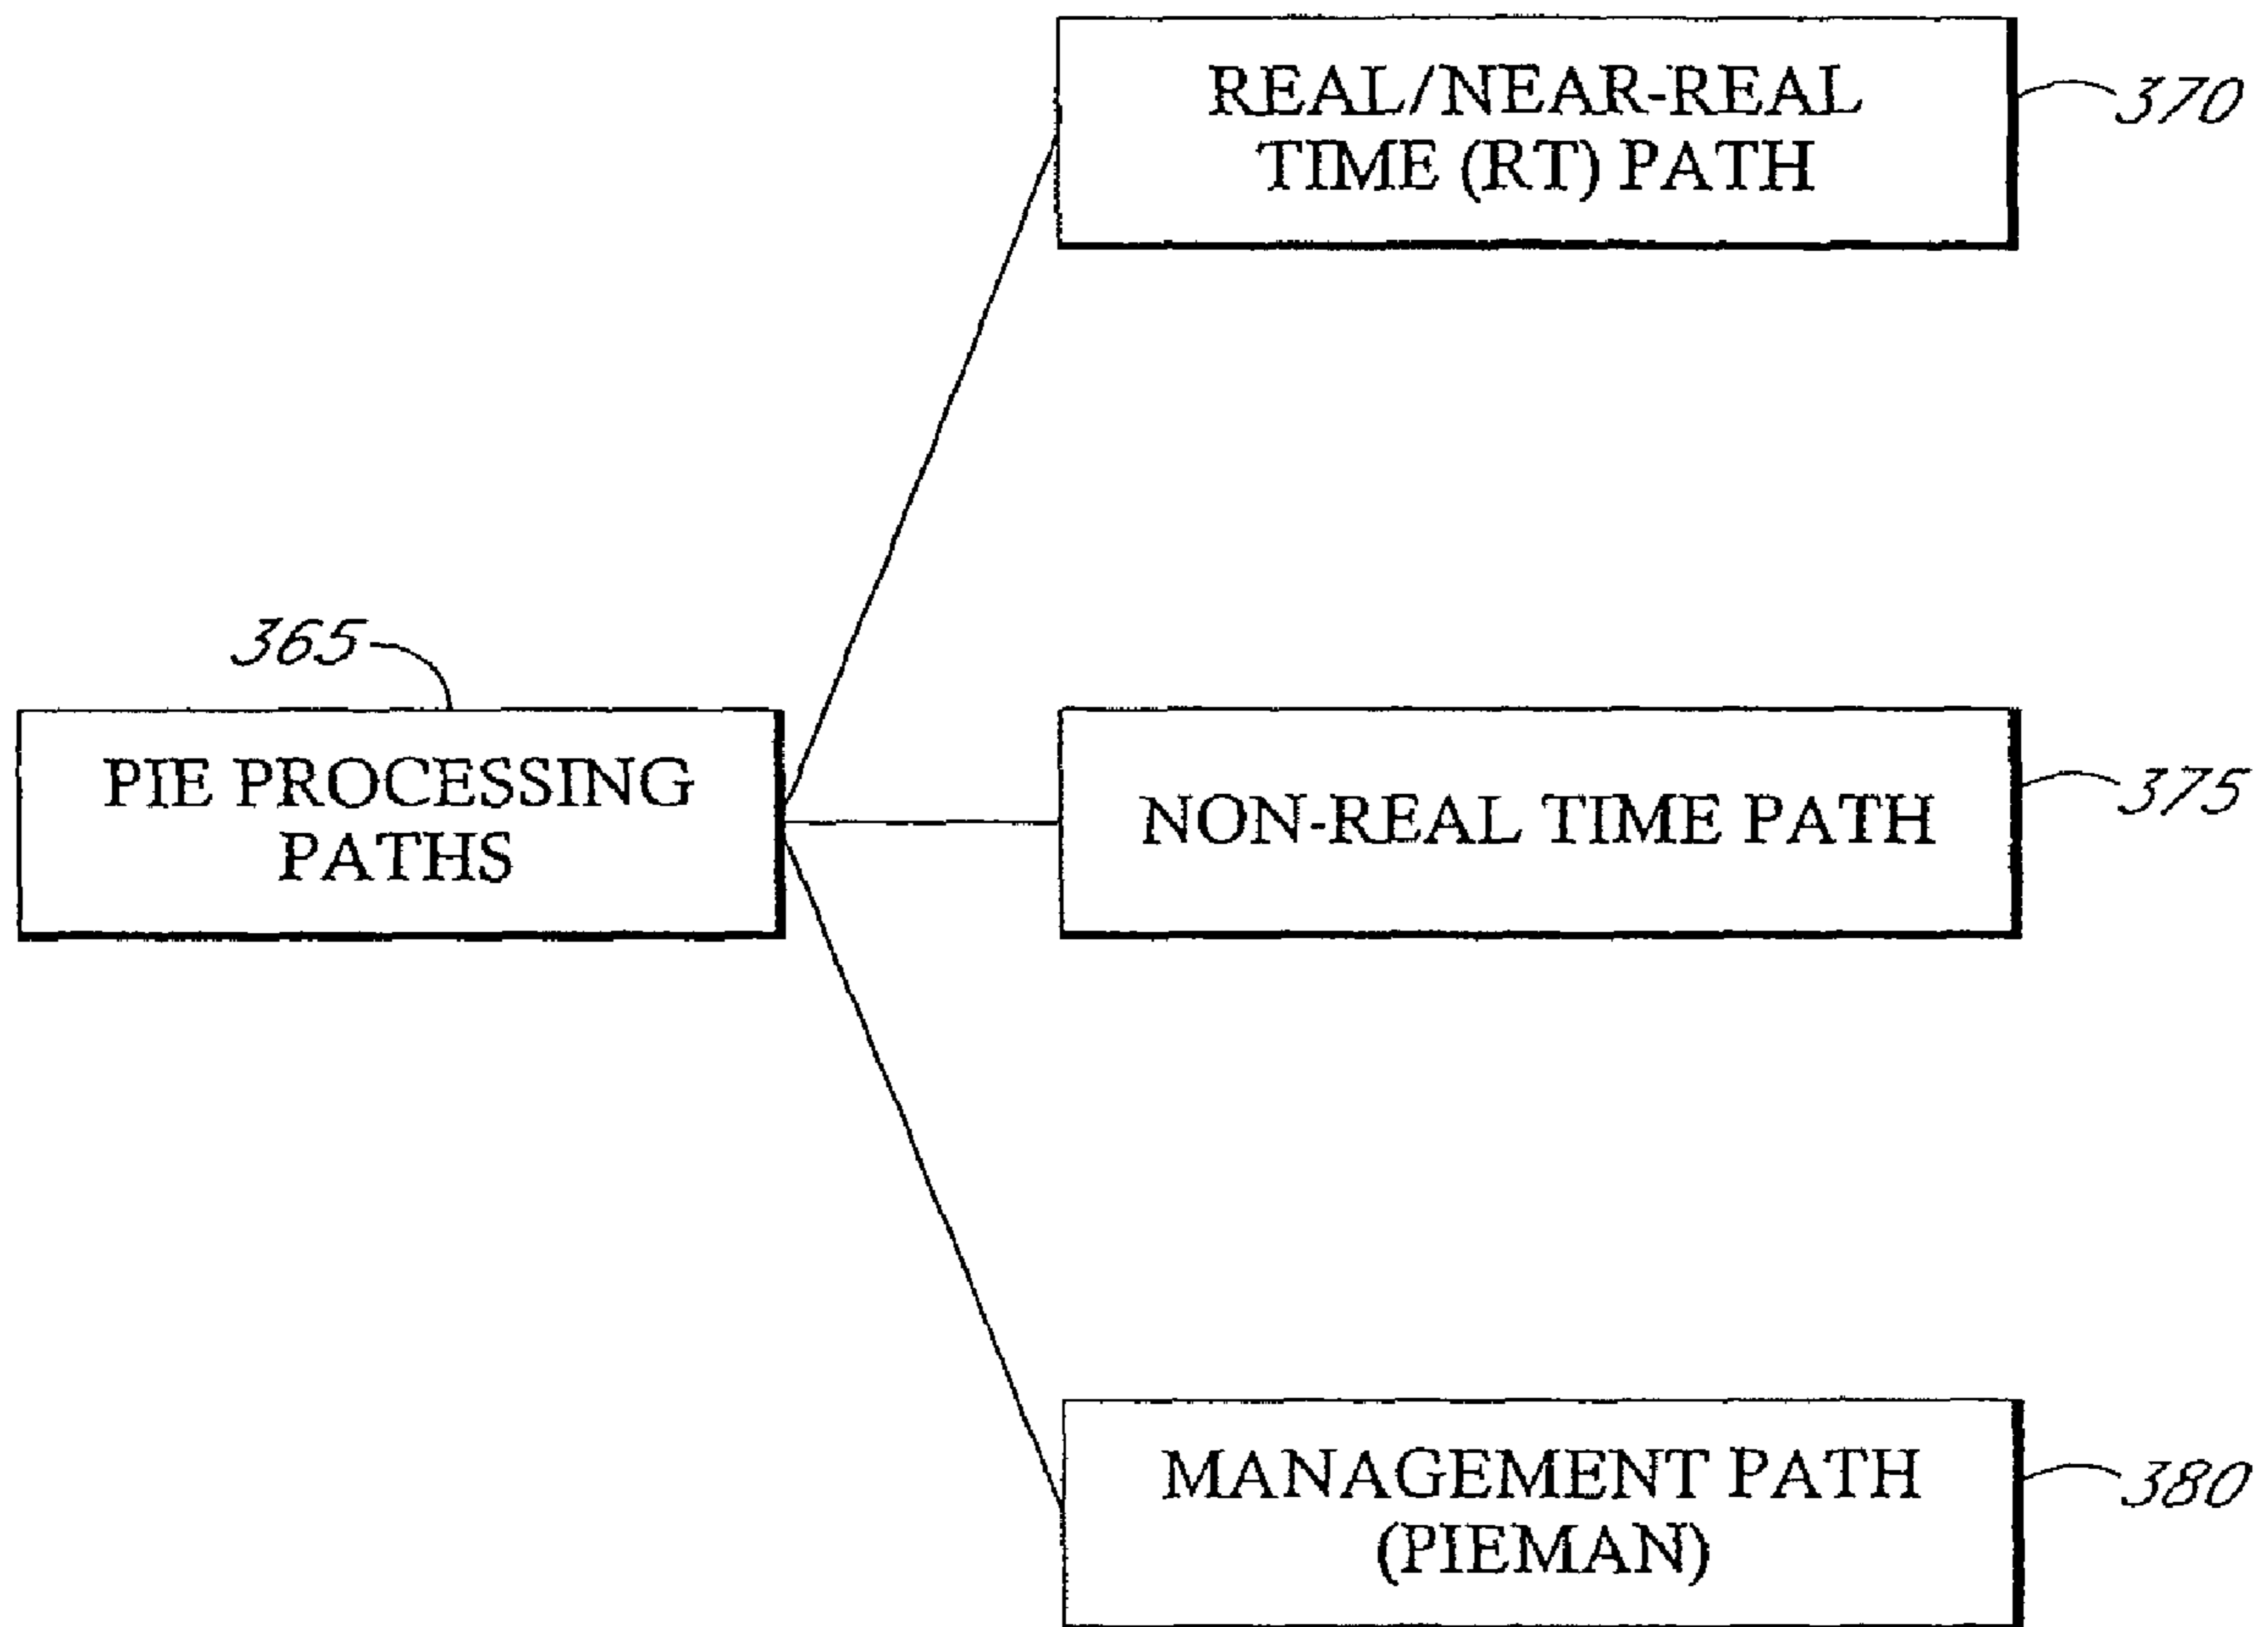 REAL/NEAR-REAL
TIME (RT) PATH
370
365
PIE PROCESSING
PATHS
NON-REAL TIME PATH
375
MANAGEMENT PATH
(PIEMAN)
380